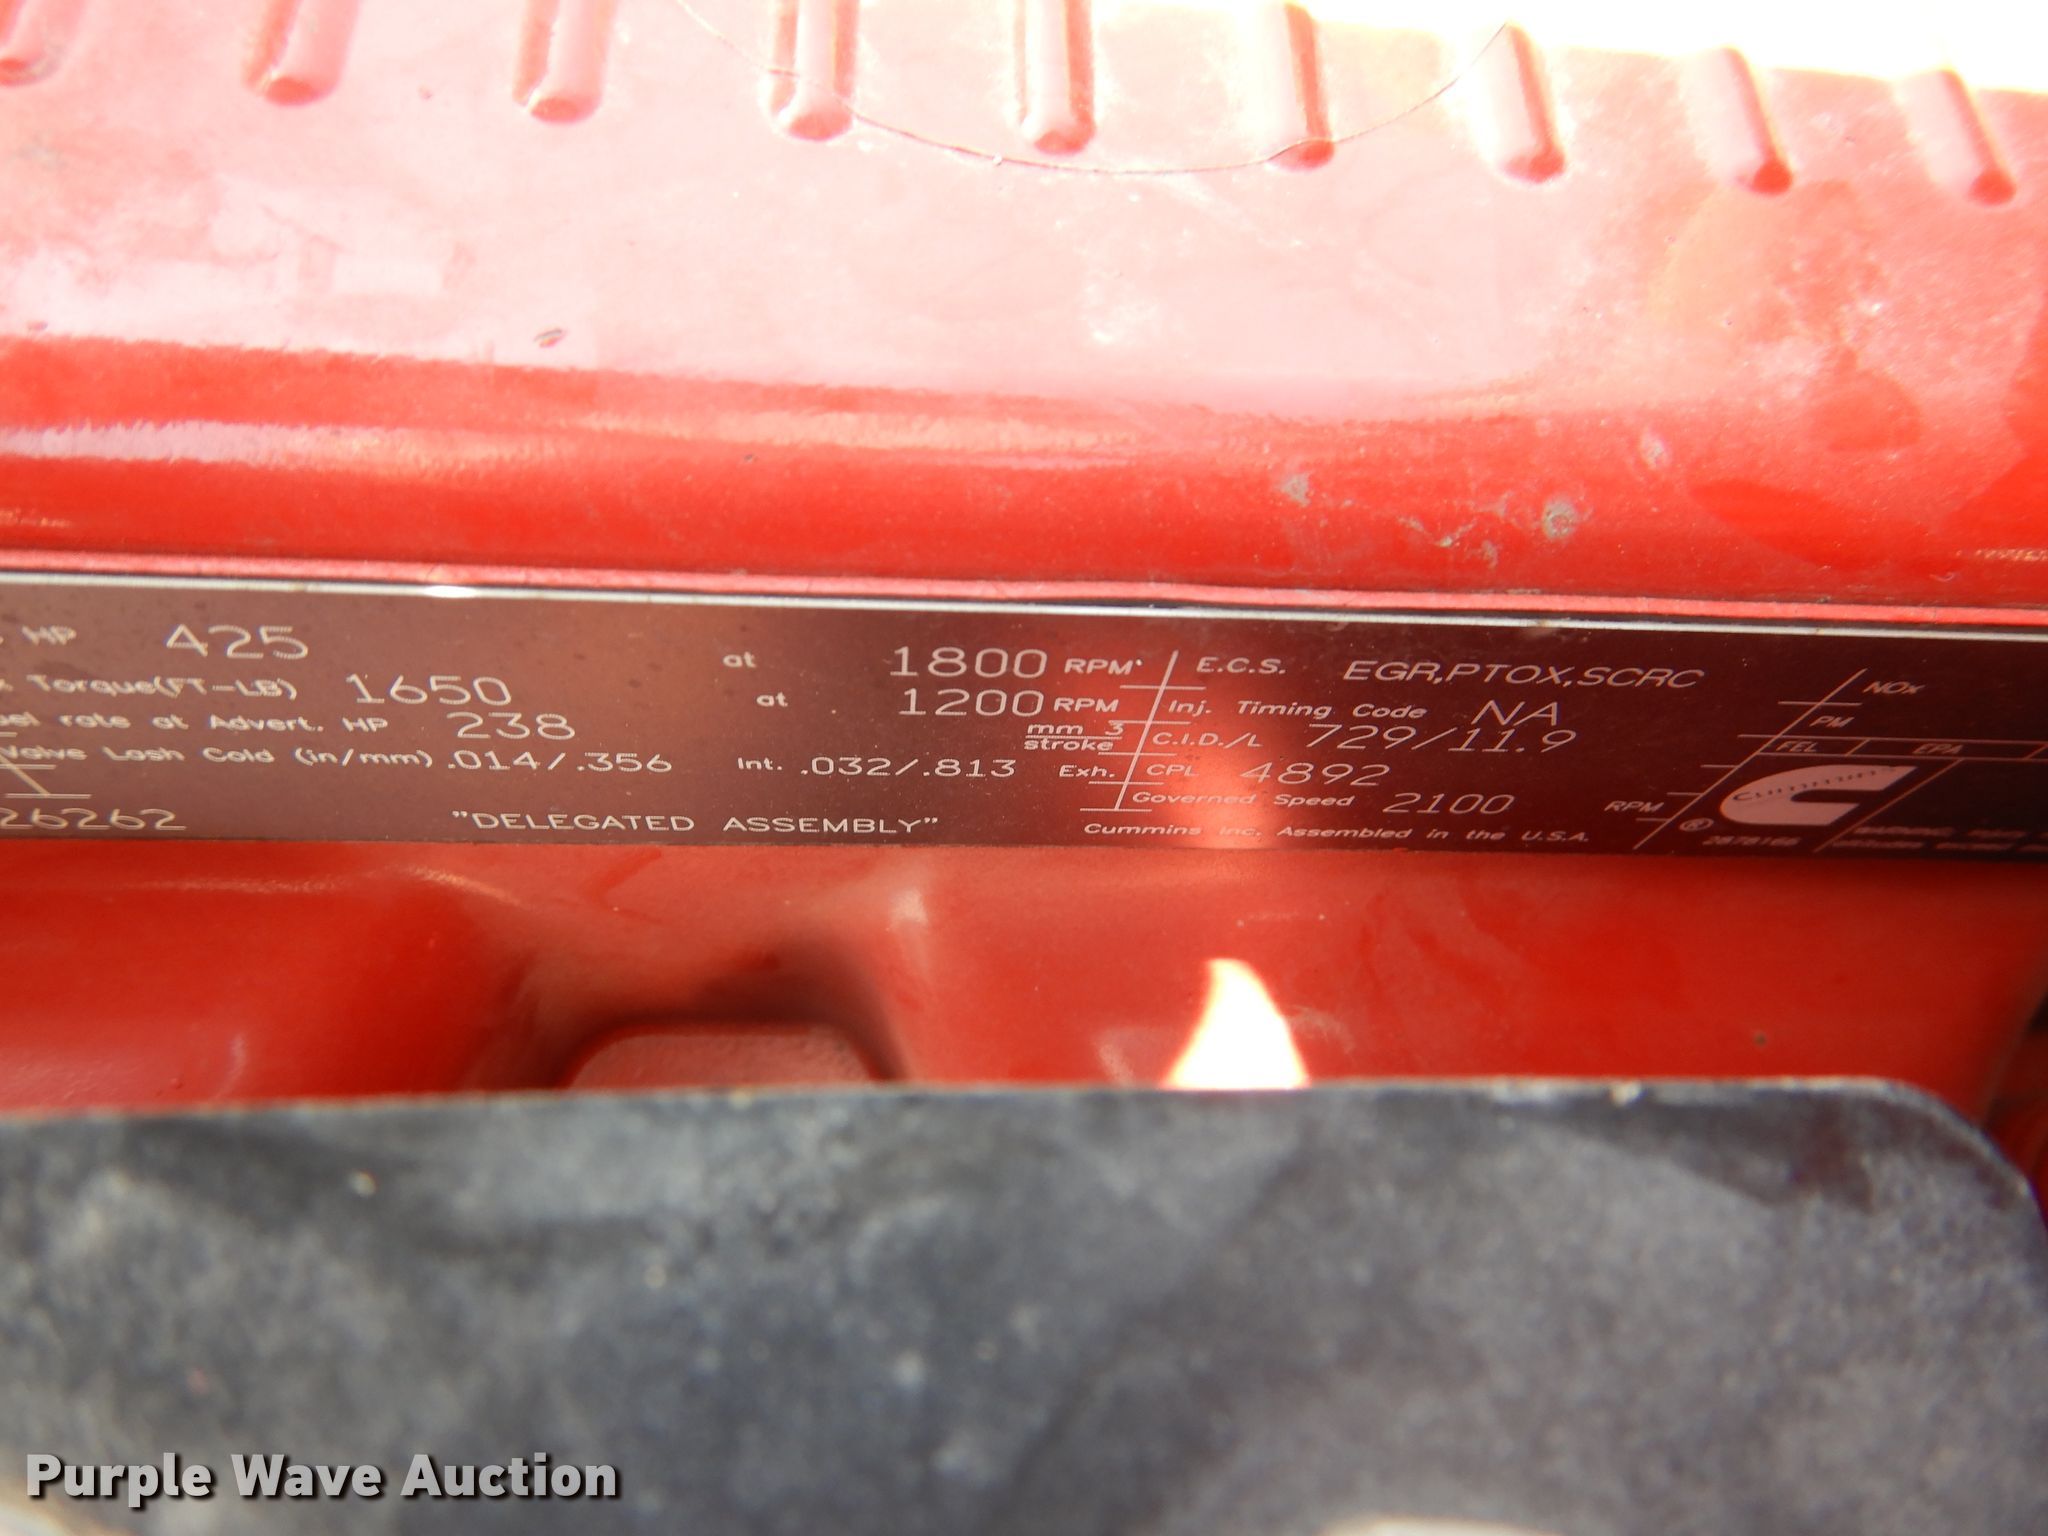 HP 425 at 1800 RPM
Torque(FT-LB) 1650 at 1200 RPM
rate at Advert. HP 238 mm 3
stroke
Valve Lash Cold (in/mm) .014/.356 Int. .032/.813 Exh.
26262 "DELEGATED ASSEMBLY"
E.C.S. EGR,PTOX,SCRC
Inj. Timing Code NA
C.I.D./L 729/11.9
CPL 4892
Governed Speed 2100 RPM
Cummins Inc. Assembled in the U.S.A.
NOx
PM
FEL EPA
Cummins
®
Purple Wave Auction